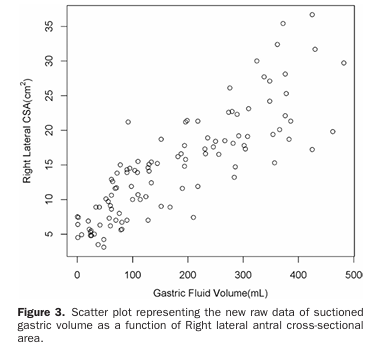 35
30
25
20
15
10
5
Right Lateral CSA(cm²)
0 100 200 300 400 500
Gastric Fluid Volume(mL)
Figure 3. Scatter plot representing the new raw data of suctioned
gastric volume as a function of Right lateral antral cross-sectional
area.